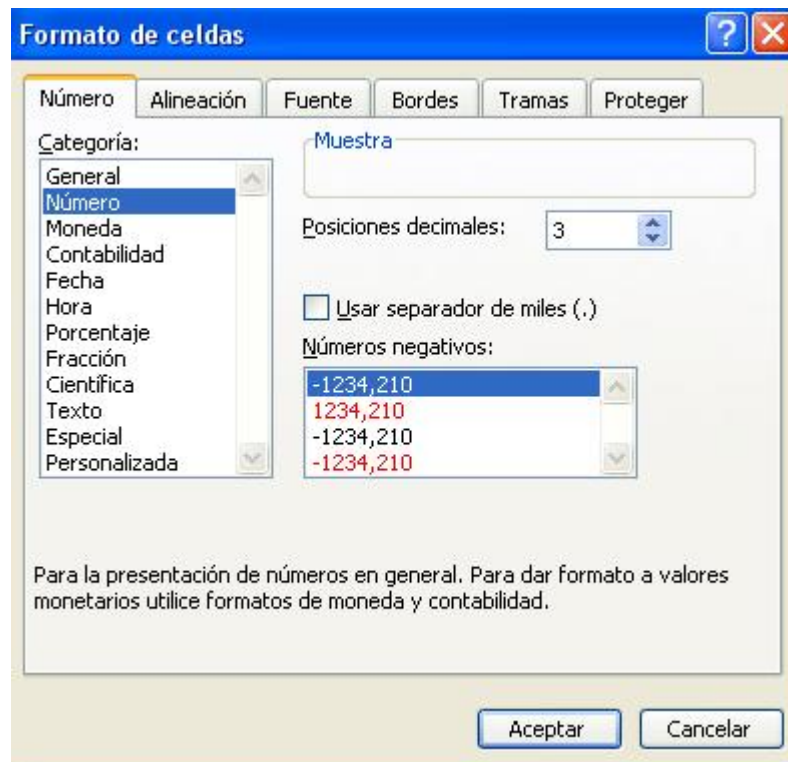 Formato de celdas
Número Alineación Fuente Bordes Tramas Proteger
Categoría:
General
Número
Moneda
Contabilidad
Fecha
Hora
Porcentaje
Fracción
Científica
Texto
Especial
Personalizada
Muestra
Posiciones decimales: 3
Usar separador de miles (.)
Números negativos:
-1234,210
1234,210
-1234,210
-1234,210
Para la presentación de números en general. Para dar formato a valores
monetarios utilice formatos de moneda y contabilidad.
Aceptar Cancelar